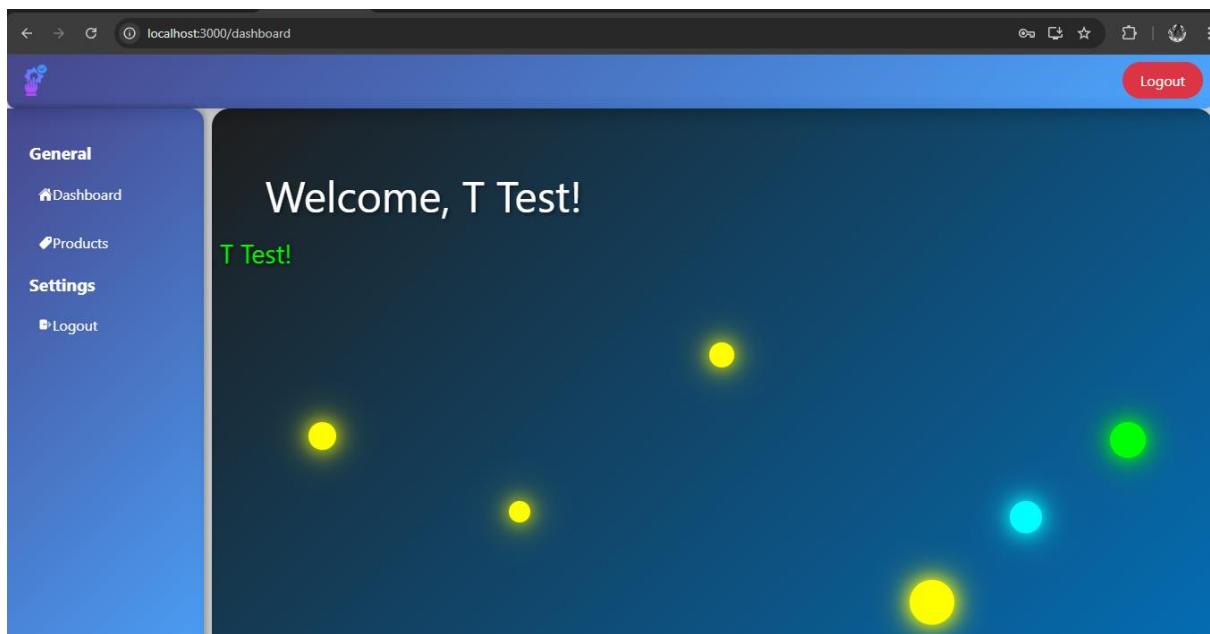 localhost:3000/dashboard
Logout
General
Dashboard
Products
Settings
Logout
Welcome, T Test!
T Test!